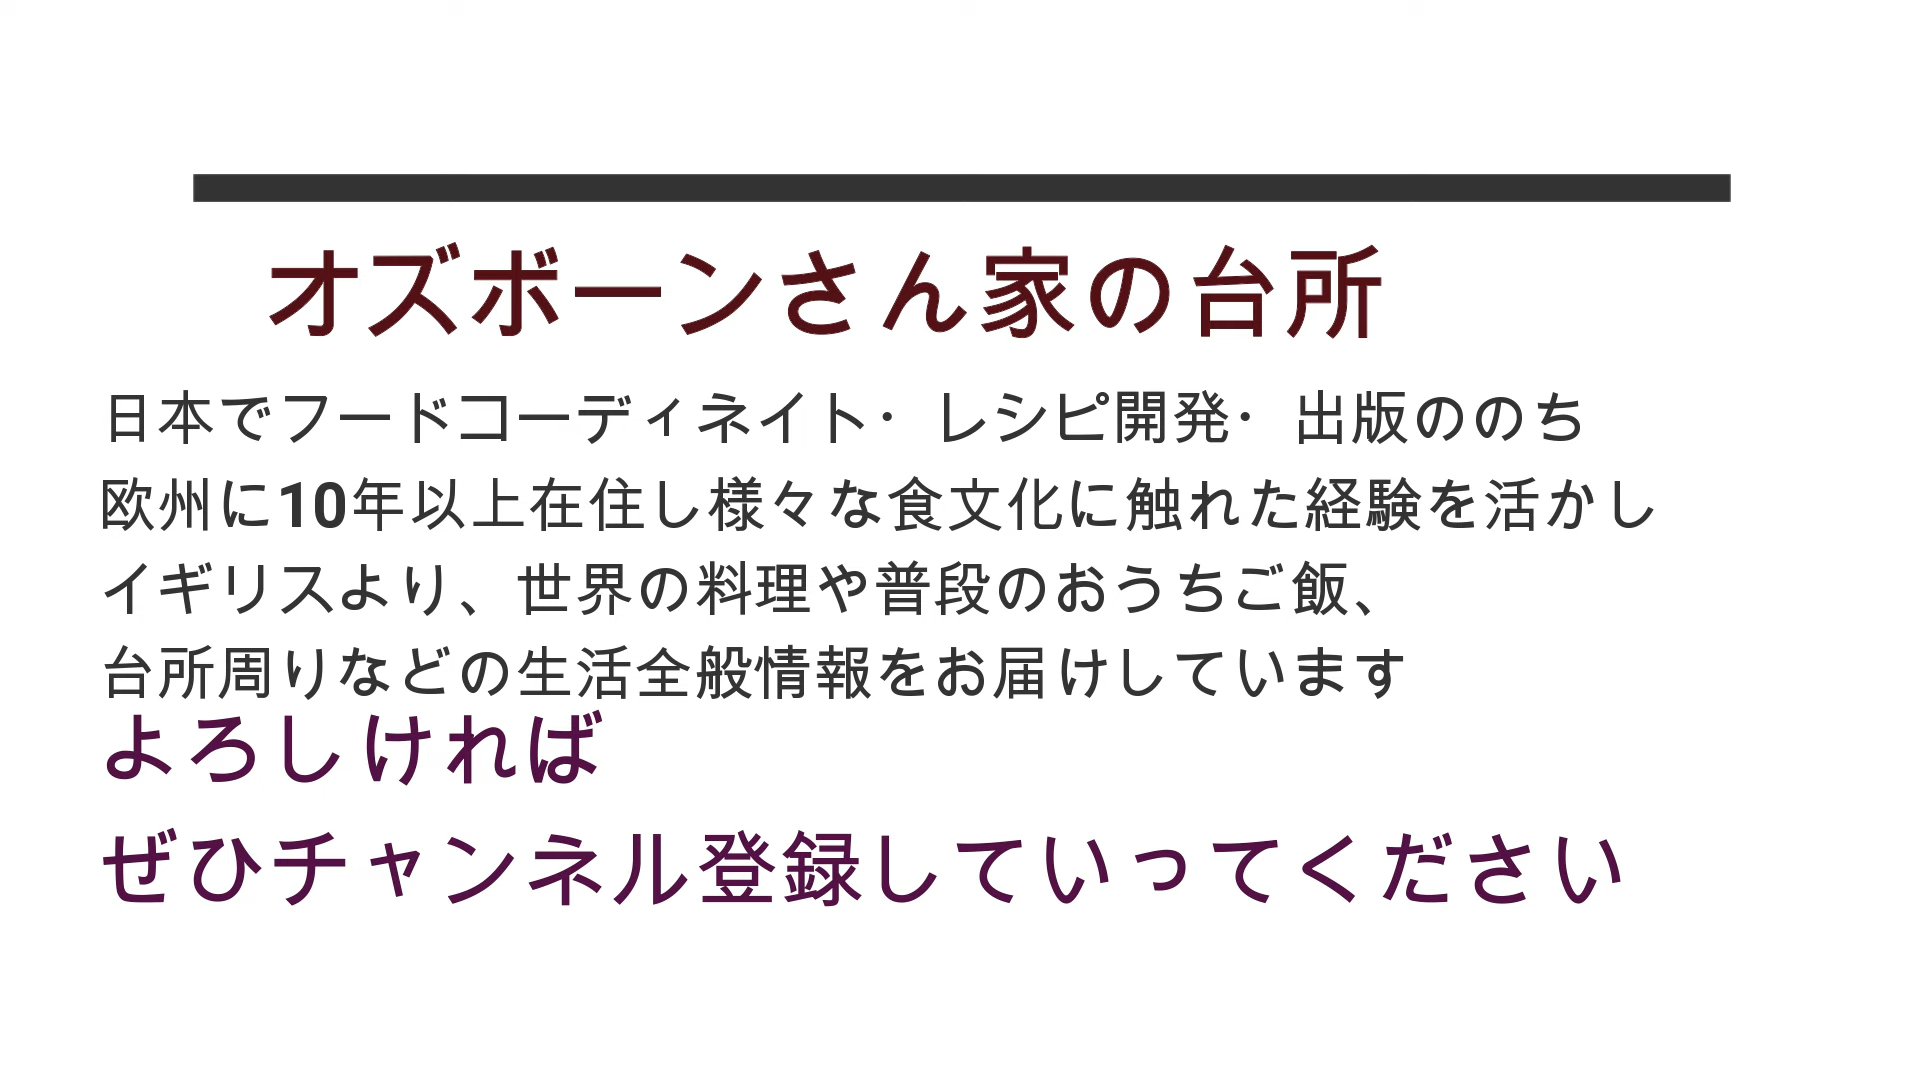 オズボーンさん家の台所
日本でフードコーディネイト・レシピ開発・出版ののち
欧州に10年以上在住し様々な食文化に触れた経験を活かし
イギリスより、世界の料理や普段のおうちご飯、
台所周りなどの生活全般情報をお届けしています
よろしければ
ぜひチャンネル登録していってください